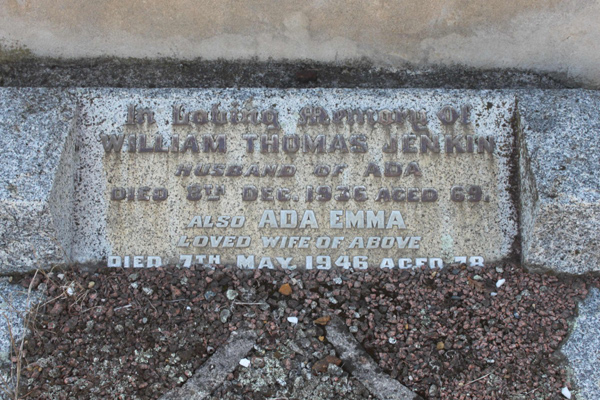 In Loving Memory Of
WILLIAM THOMAS JENKIN
HUSBAND OF ADA
DIED 8TH DEC. 1936 AGED 69.
ALSO ADA EMMA
LOVED WIFE OF ABOVE
DIED 7TH MAY, 1946 AGED 78